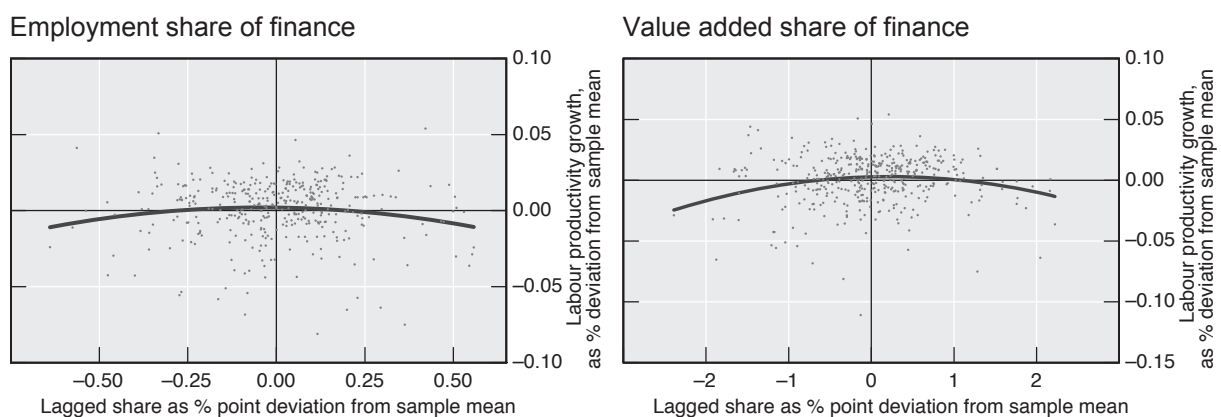 Employment share of finance
0.10
0.05
0.00
–0.05
–0.10
Labour productivity growth,
as % deviation from sample mean
–0.50 –0.25 0.00 0.25 0.50
Lagged share as % point deviation from sample mean
Value added share of finance
0.10
0.05
0.00
–0.05
–0.10
–0.15
Labour productivity growth,
as % deviation from sample mean
–2 –1 0 1 2
Lagged share as % point deviation from sample mean